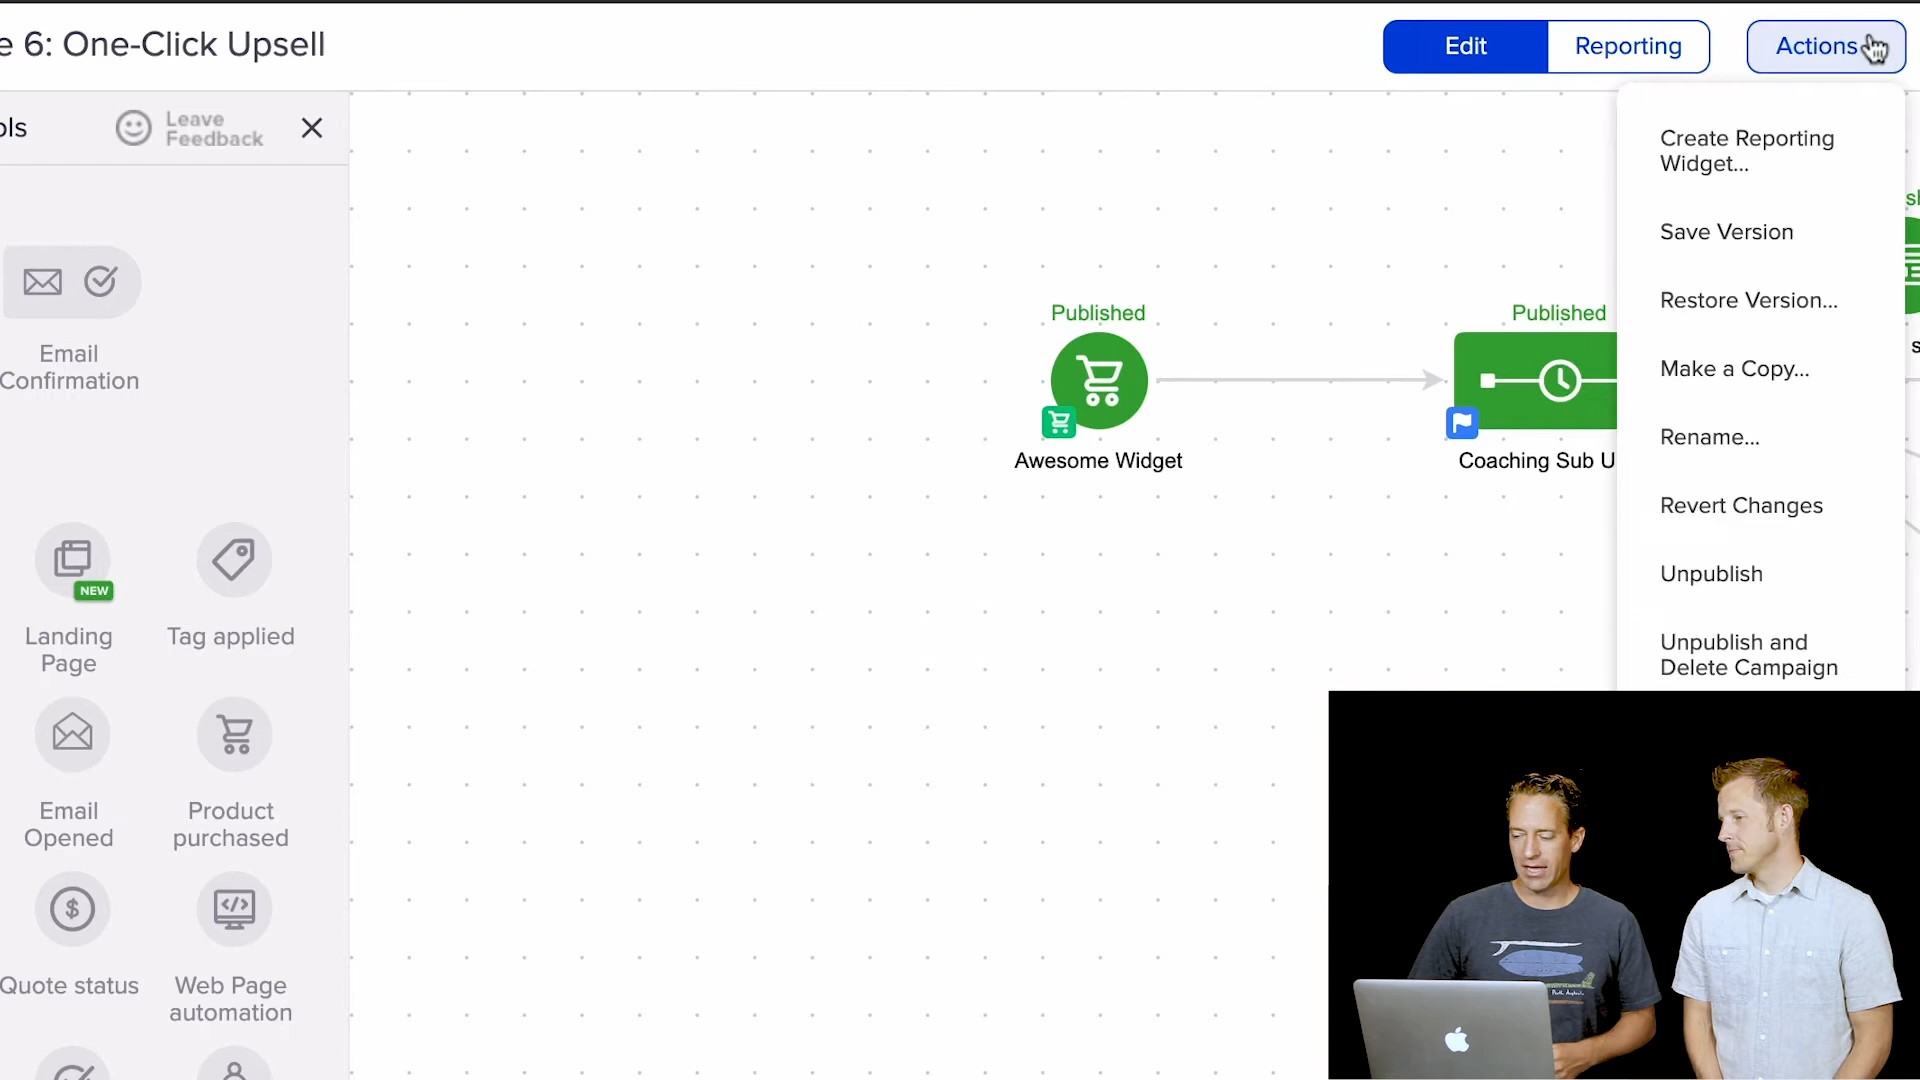 e 6: One-Click Upsell
Edit
Reporting
Actions
ols
Leave
Feedback
Create Reporting
Widget...
Save Version
Restore Version...
Make a Copy...
Rename...
Revert Changes
Unpublish
Unpublish and
Delete Campaign
Published
Published
Awesome Widget
Coaching Sub U
Email
Confirmation
NEW
Landing
Page
Tag applied
Email
Opened
Product
purchased
Quote status
Web Page
automation